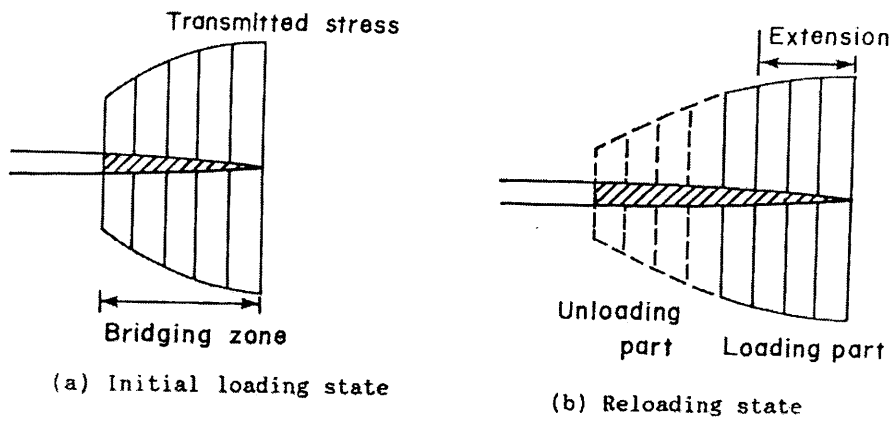 Transmitted stress
Bridging zone
(a) Initial loading state
Extension
Unloading
part
Loading part
(b) Reloading state